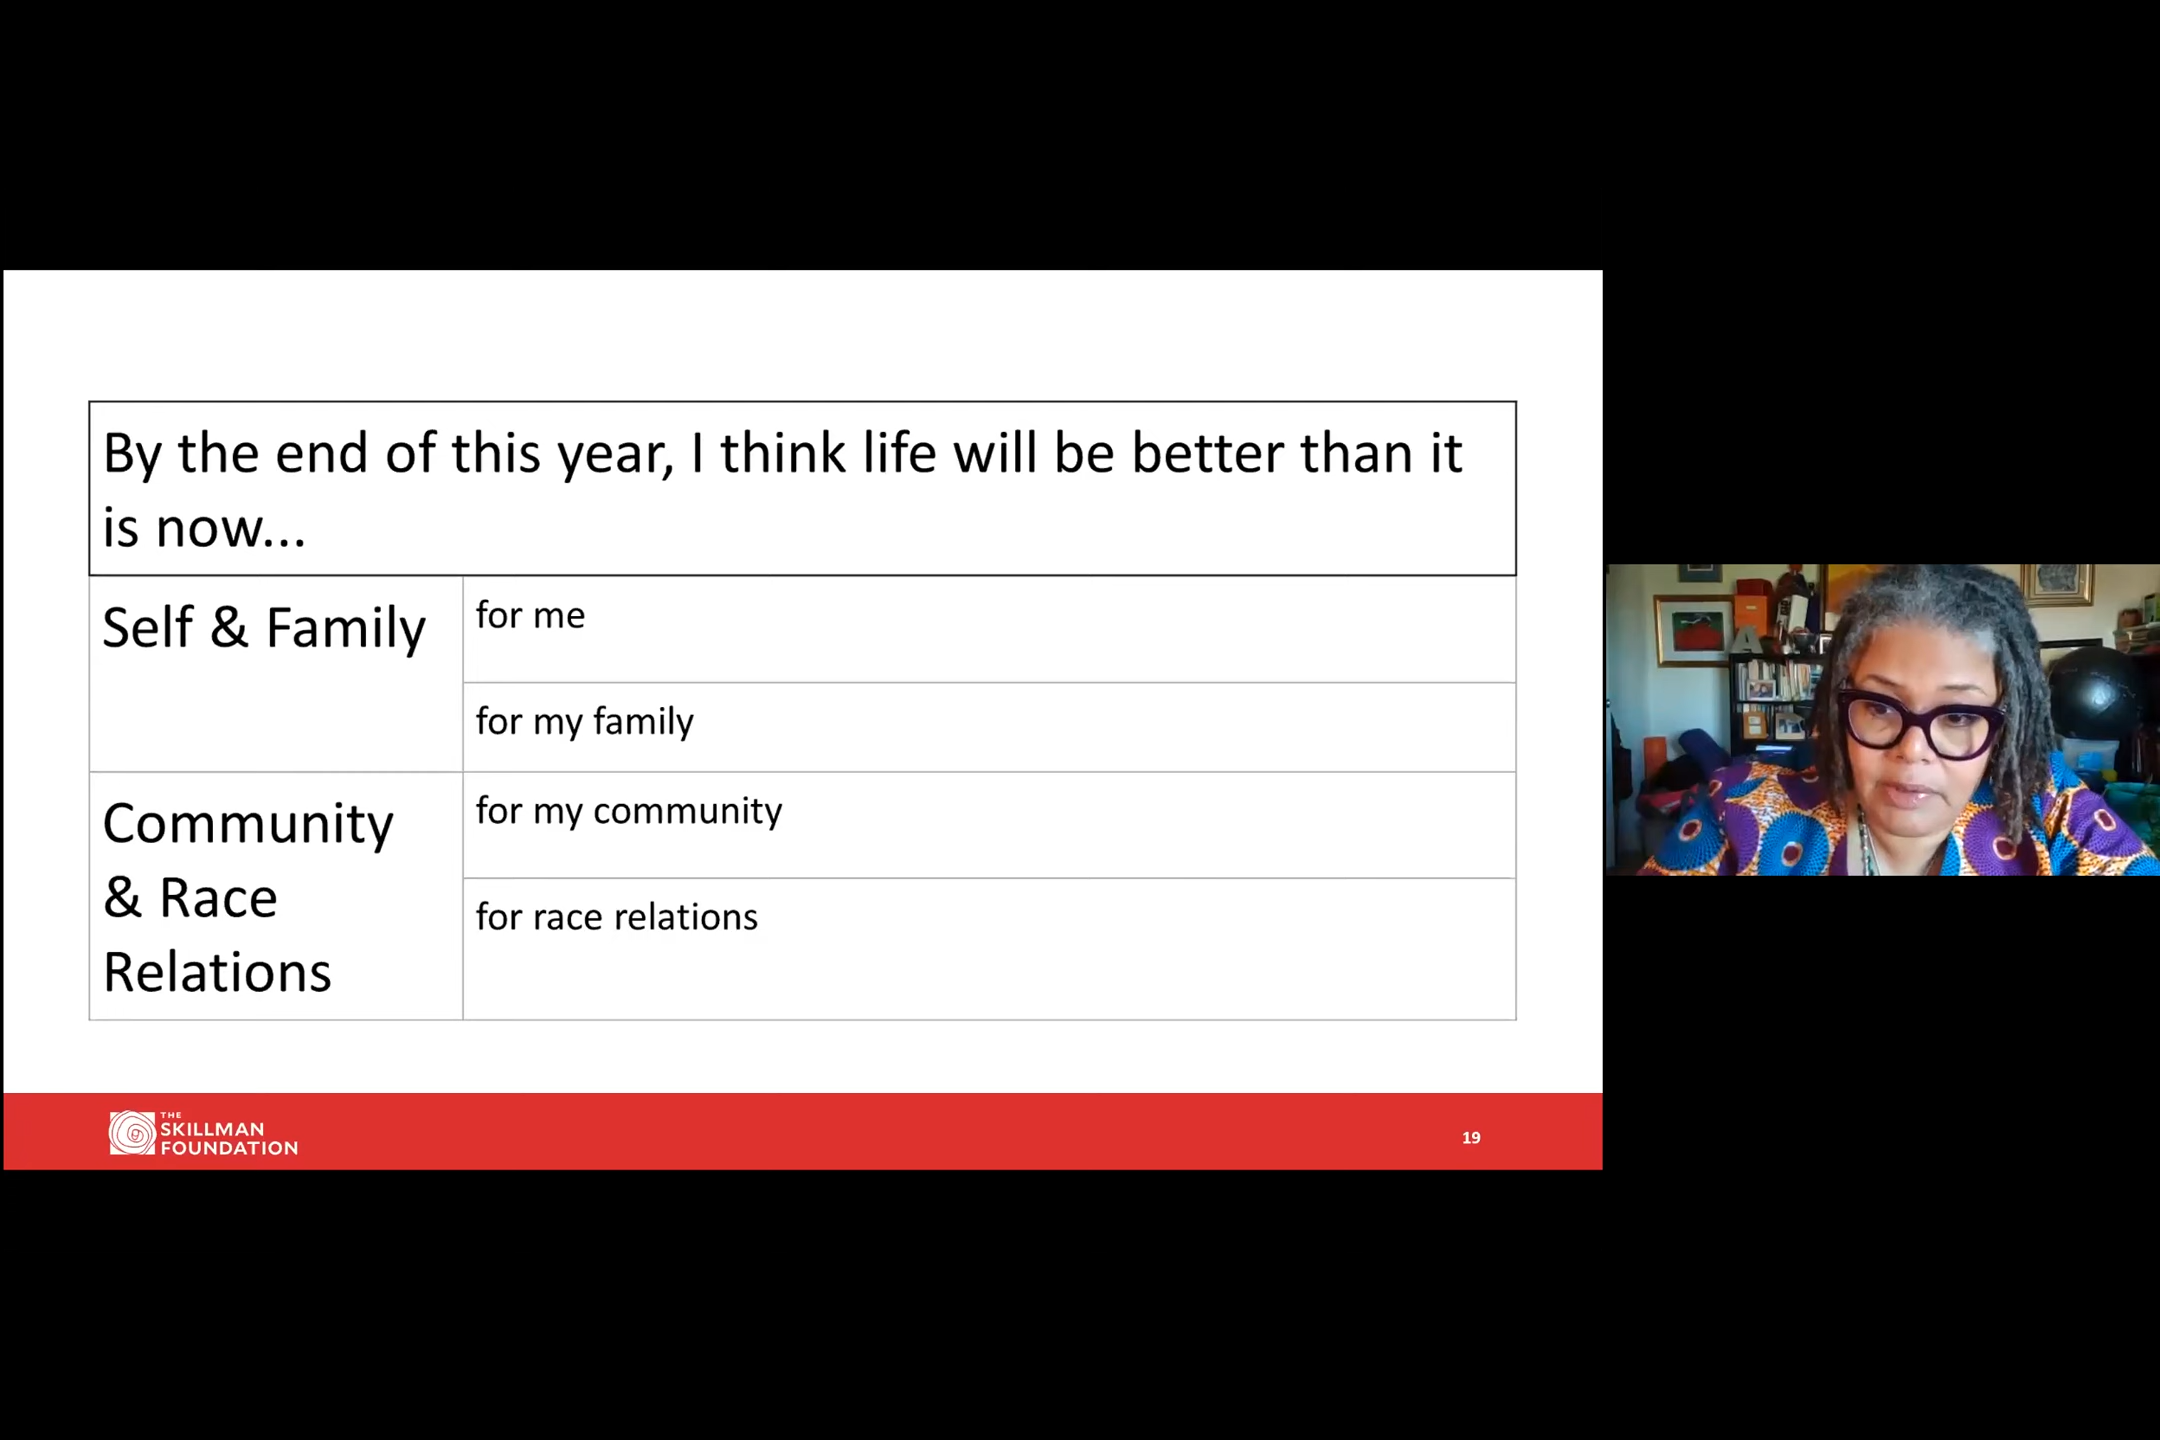 By the end of this year, I think life will be better than it
is now...
Self & Family
for me
for my family
Community
& Race
Relations
for my community
for race relations
THE
SKILLMAN
FOUNDATION
19